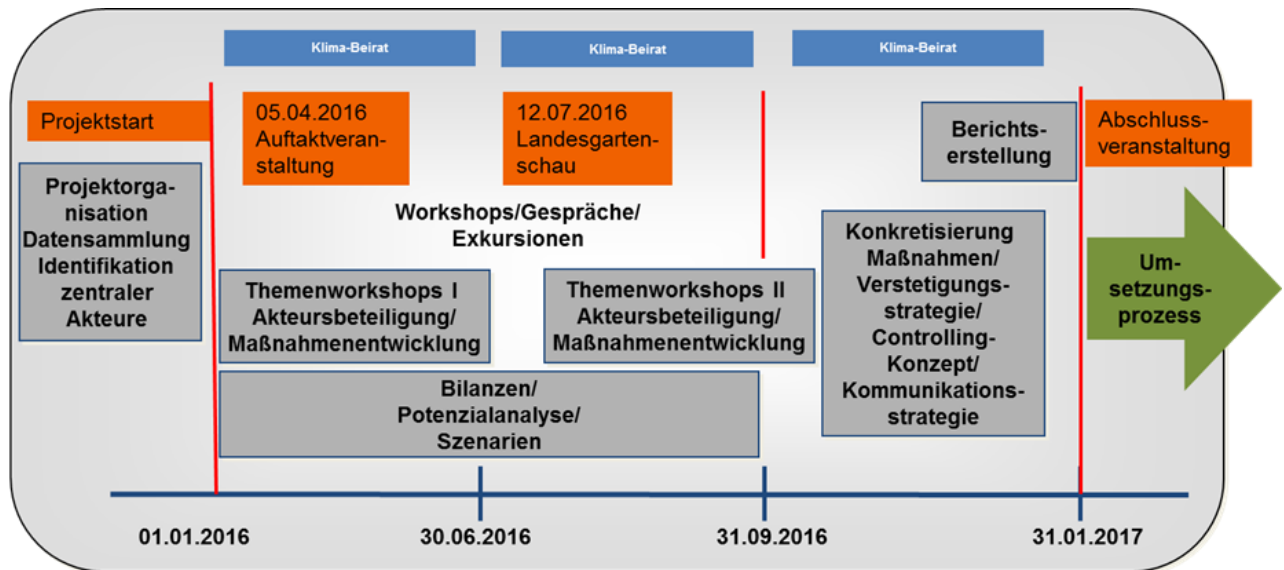 Klima-Beirat
Klima-Beirat
Klima-Beirat
Projektstart
05.04.2016
Auftaktveran-
staltung
12.07.2016
Landesgarten-
schau
Berichts-
erstellung
Abschluss-
veranstaltung
Projektorga-
nisation
Datensammlung
Identifikation
zentraler
Akteure
Workshops/Gespräche/
Exkursionen
Themenworkshops I
Akteursbeteiligung/
Maßnahmenentwicklung
Themenworkshops II
Akteursbeteiligung/
Maßnahmenentwicklung
Konkretisierung
Maßnahmen/
Verstetigungs-
strategie/
Controlling-
Konzept/
Kommunikations-
strategie
Um-
setzungs-
prozess
Bilanzen/
Potenzialanalyse/
Szenarien
01.01.2016
30.06.2016
31.09.2016
31.01.2017